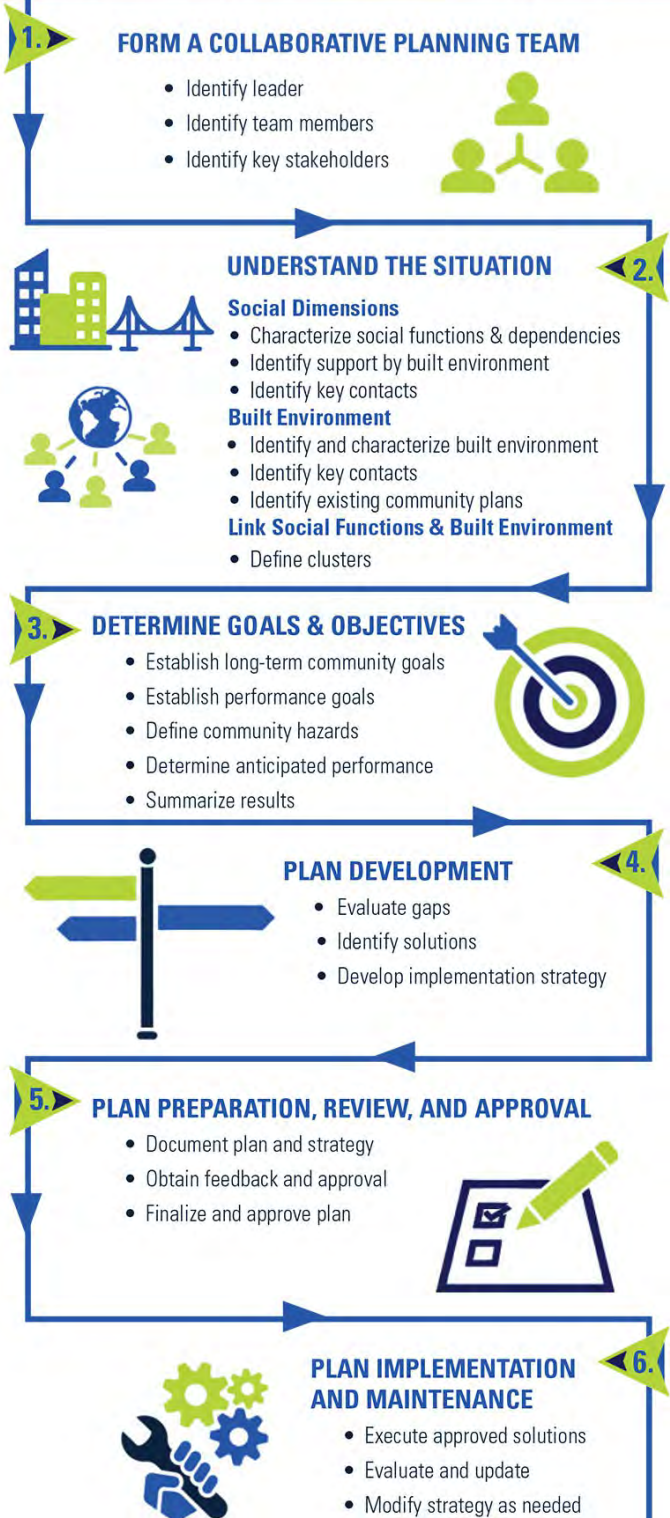 1.
FORM A COLLABORATIVE PLANNING TEAM
• Identify leader
• Identify team members
• Identify key stakeholders
2.
UNDERSTAND THE SITUATION
Social Dimensions
• Characterize social functions & dependencies
• Identify support by built environment
• Identify key contacts
Built Environment
• Identify and characterize built environment
• Identify key contacts
• Identify existing community plans
Link Social Functions & Built Environment
• Define clusters
3.
DETERMINE GOALS & OBJECTIVES
• Establish long-term community goals
• Establish performance goals
• Define community hazards
• Determine anticipated performance
• Summarize results
4.
PLAN DEVELOPMENT
• Evaluate gaps
• Identify solutions
• Develop implementation strategy
5.
PLAN PREPARATION, REVIEW, AND APPROVAL
• Document plan and strategy
• Obtain feedback and approval
• Finalize and approve plan
6.
PLAN IMPLEMENTATION
AND MAINTENANCE
• Execute approved solutions
• Evaluate and update
• Modify strategy as needed